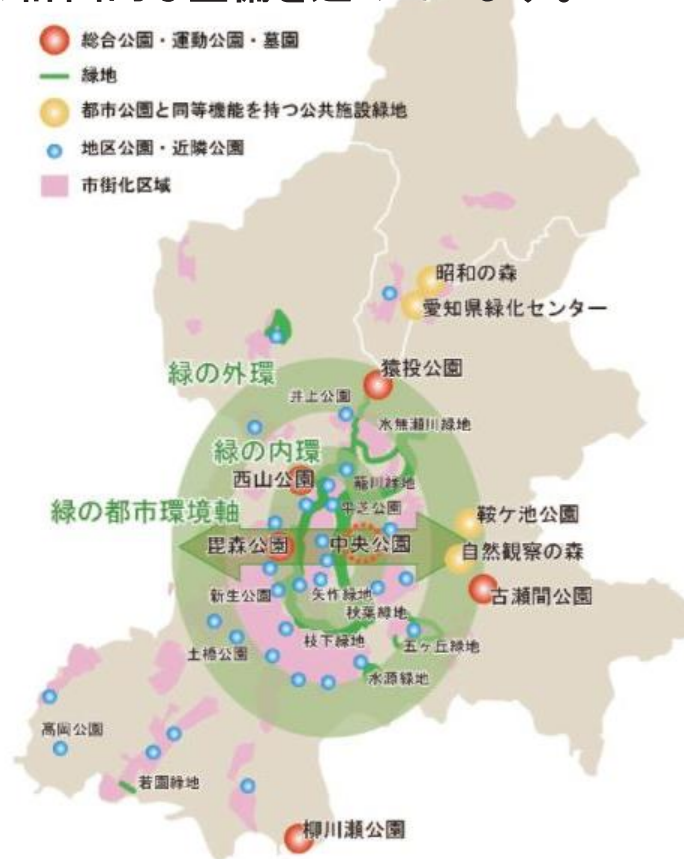 総合公園・運動公園・墓園
緑地
都市公園と同等機能を持つ公共施設緑地
地区公園・近隣公園
市街化区域
昭和の森
愛知県緑化センター
猿投公園
緑の外環
井上公園
水無瀬川緑地
緑の内環
西山公園
籠川緑地
平芝公園
緑の都市環境軸
鞍ケ池公園
毘森公園
中央公園
自然観察の森
新生公園
矢作緑地
古瀬間公園
秋葉緑地
枝下緑地
五ヶ丘緑地
土橋公園
水源緑地
高岡公園
若園緑地
柳川瀬公園